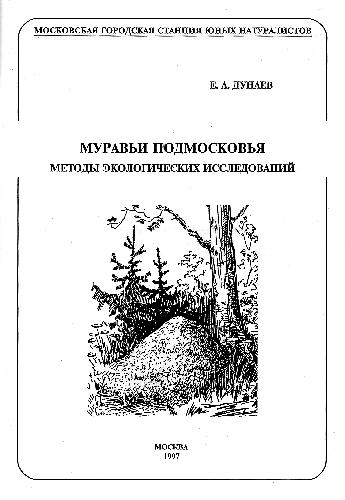 МОСКОВСКАЯ ГОРОДСКАЯ СТАНЦИЯ ЮНЫХ НАТУРАЛИСТОВ
Е. А. ДУНАЕВ
МУРАВЬИ ПОДМОСКОВЬЯ
МЕТОДЫ ЭКОЛОГИЧЕСКИХ ИССЛЕДОВАНИЙ
МОСКВА
1997